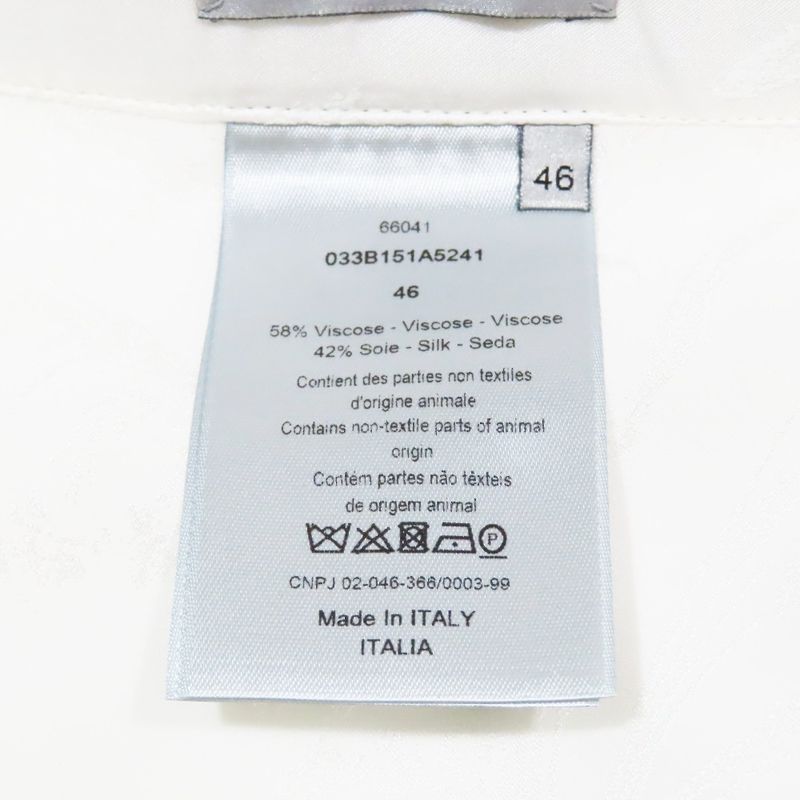 46
66041
033B151A5241
46
58% Viscose - Viscose - Viscose
42% Soie - Silk - Seda
Contient des parties non textiles
d'origine animale
Contains non-textile parts of animal
origin
Contém partes não têxteis
de origem animal
P
CNPJ 02-046-366/0003-99
Made In ITALY
ITALIA